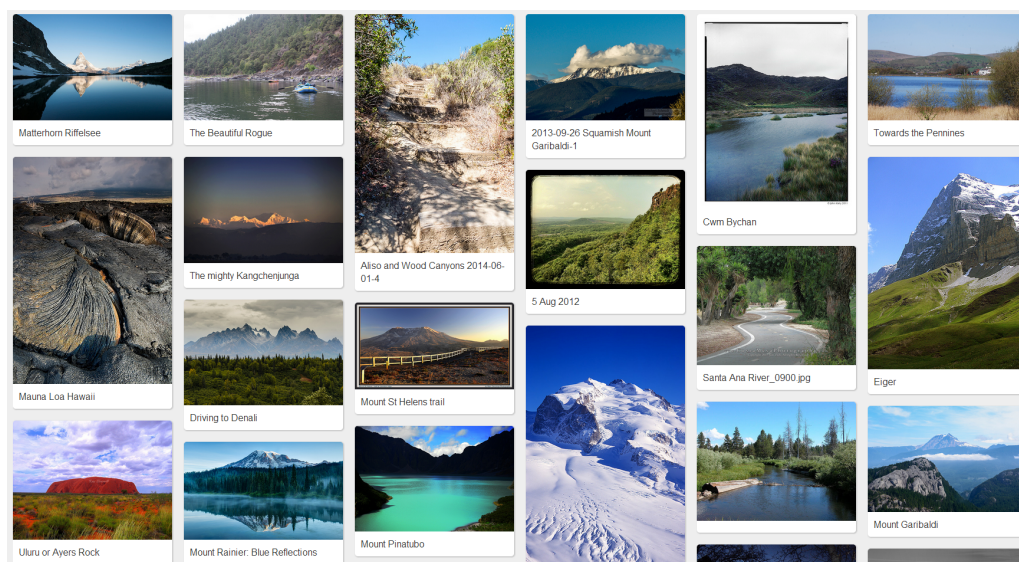 Matterhorn Riffelsee
Mauna Loa Hawaii
Uluru or Ayers Rock
The Beautiful Rogue
The mighty Kangchenjunga
Driving to Denali
Mount Rainier: Blue Reflections
Aliso and Wood Canyons 2014-06-
01-4
Mount St Helens trail
Mount Pinatubo
2013-09-26 Squamish Mount
Garibaldi-1
5 Aug 2012
Cwm Bychan
Santa Ana River_0900.jpg
Towards the Pennines
Eiger
Mount Garibaldi